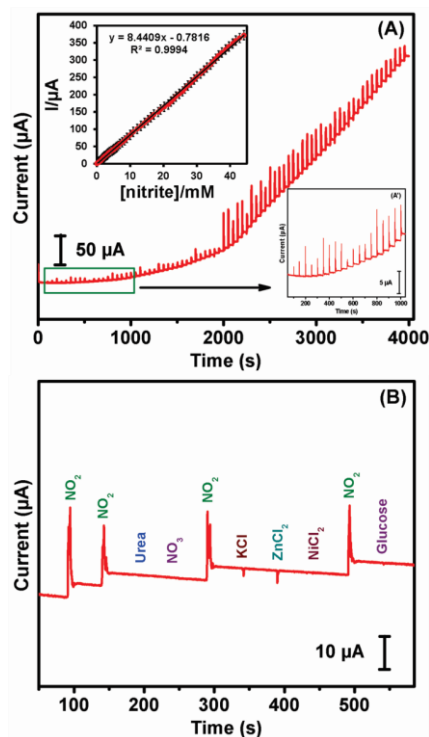 (A)
y = 8.4409x - 0.7816
R² = 0.9994
400
350
300
250
200
150
100
50
0
I/µA
0 10 20 30 40
[nitrite]/mM
Current (µA)
50 µA
(A')
Current (µA)
5 µA
200 400 600 800 1000
Time (s)
0 1000 2000 3000 4000
Time (s)
(B)
NO2
NO2
Urea
NO3
NO2
KCl
ZnCl2
NiCl2
NO2
Glucose
Current (µA)
10 µA
100 200 300 400 500
Time (s)